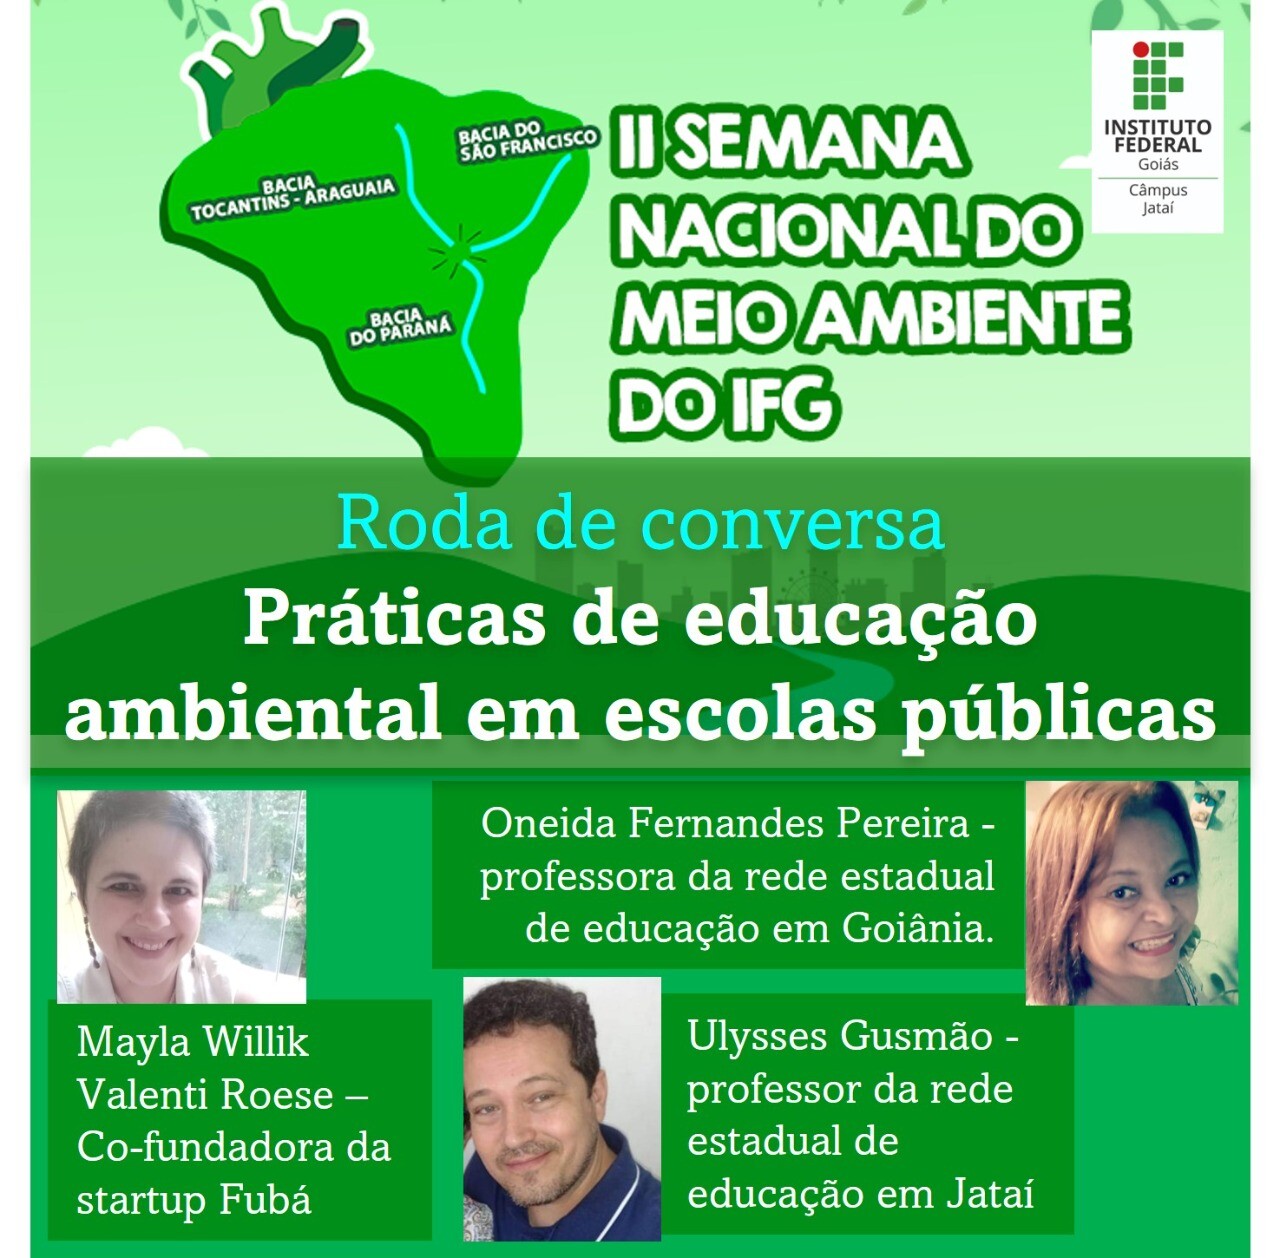 BACIA DO
SÃO FRANCISCO
BACIA
TOCANTINS - ARAGUAIA
BACIA
DO PARANÁ
II SEMANA
NACIONAL DO
MEIO AMBIENTE
DO IFG
INSTITUTO
FEDERAL
Goiás
Câmpus
Jataí
Roda de conversa
Práticas de educação
ambiental em escolas públicas
Oneida Fernandes Pereira -
professora da rede estadual
de educação em Goiânia.
Mayla Willik
Valenti Roese –
Co-fundadora da
startup Fubá
Ulysses Gusmão -
professor da rede
estadual de
educação em Jataí